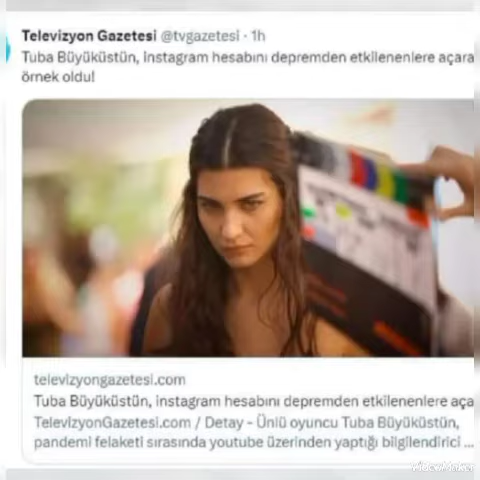 Televizyon Gazetesi @tvgazetesi · 1h
Tuba Büyüküstün, instagram hesabını depremden etkilenenlere açara
örnek oldu!
televizyongazetesi.com
Tuba Büyüküstün, instagram hesabını depremden etkilenenlere aça
TelevizyonGazetesi.com / Detay - Ünlü oyuncu Tuba Büyüküstün,
pandemi felaketi sırasında youtube üzerinden yaptığı bilgilendirici ...